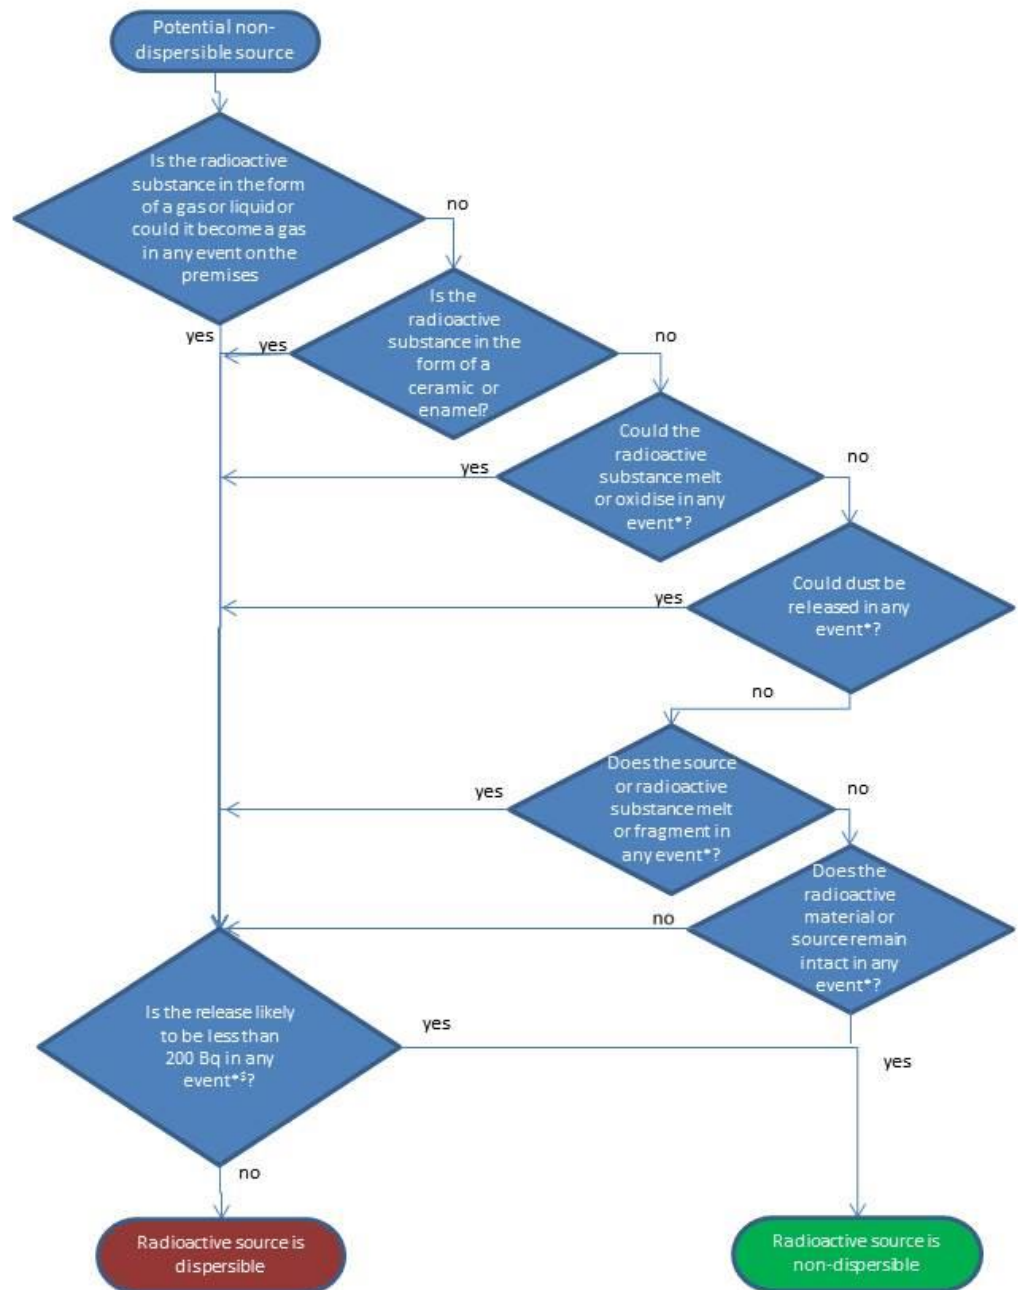 Potential non-
dispersible source
Is the radioactive
substance in the form
of a gas or liquid or
could it become a gas
in any event on the
premises
no
yes
Is the
radioactive
substance in the
form of a
ceramic or
enamel?
yes
no
Could the
radioactive
substance melt
or oxidise in any
event*?
yes
no
Could dust be
released in any
event*?
yes
no
Does the source
or radioactive
substance melt
or fragment in
any event*?
yes
no
Does the
radioactive
material or
source remain
intact in any
event*?
no
yes
Is the release likely
to be less than
200 Bq in any
event*$?
yes
no
Radioactive source is
dispersible
Radioactive source is
non-dispersible